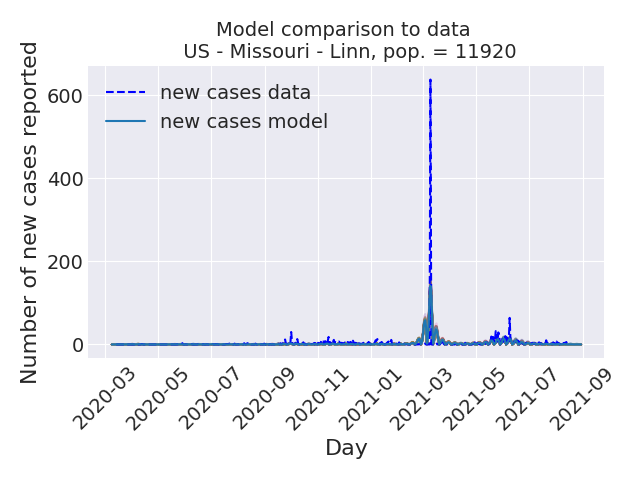 Model comparison to data
US - Missouri - Linn, pop. = 11920
Number of new cases reported
new cases data
new cases model
600
400
200
0
2020-03
2020-05
2020-07
2020-09
2020-11
2021-01
2021-03
2021-05
2021-07
2021-09
Day